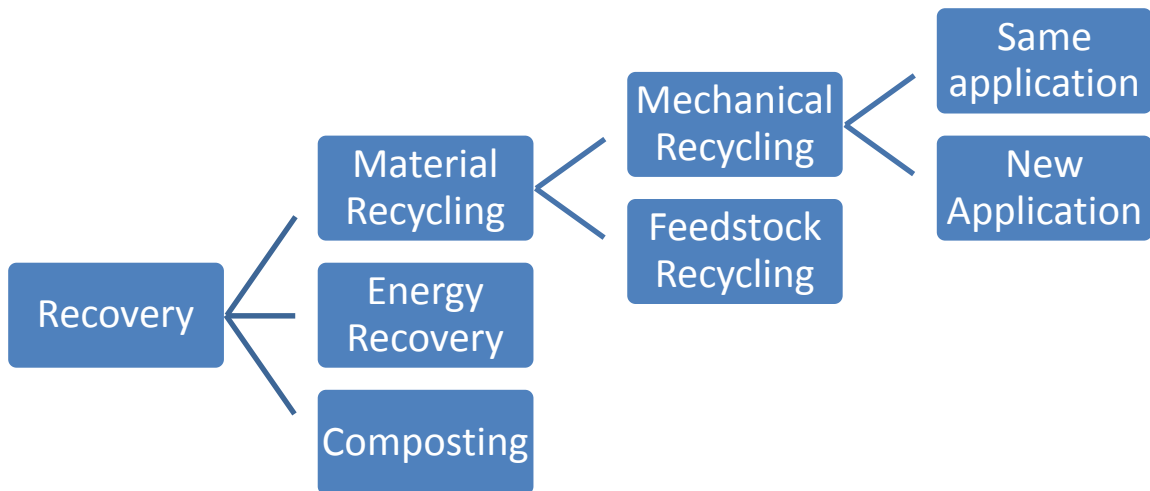 Recovery
Material
Recycling
Energy
Recovery
Composting
Mechanical
Recycling
Feedstock
Recycling
Same
application
New
Application